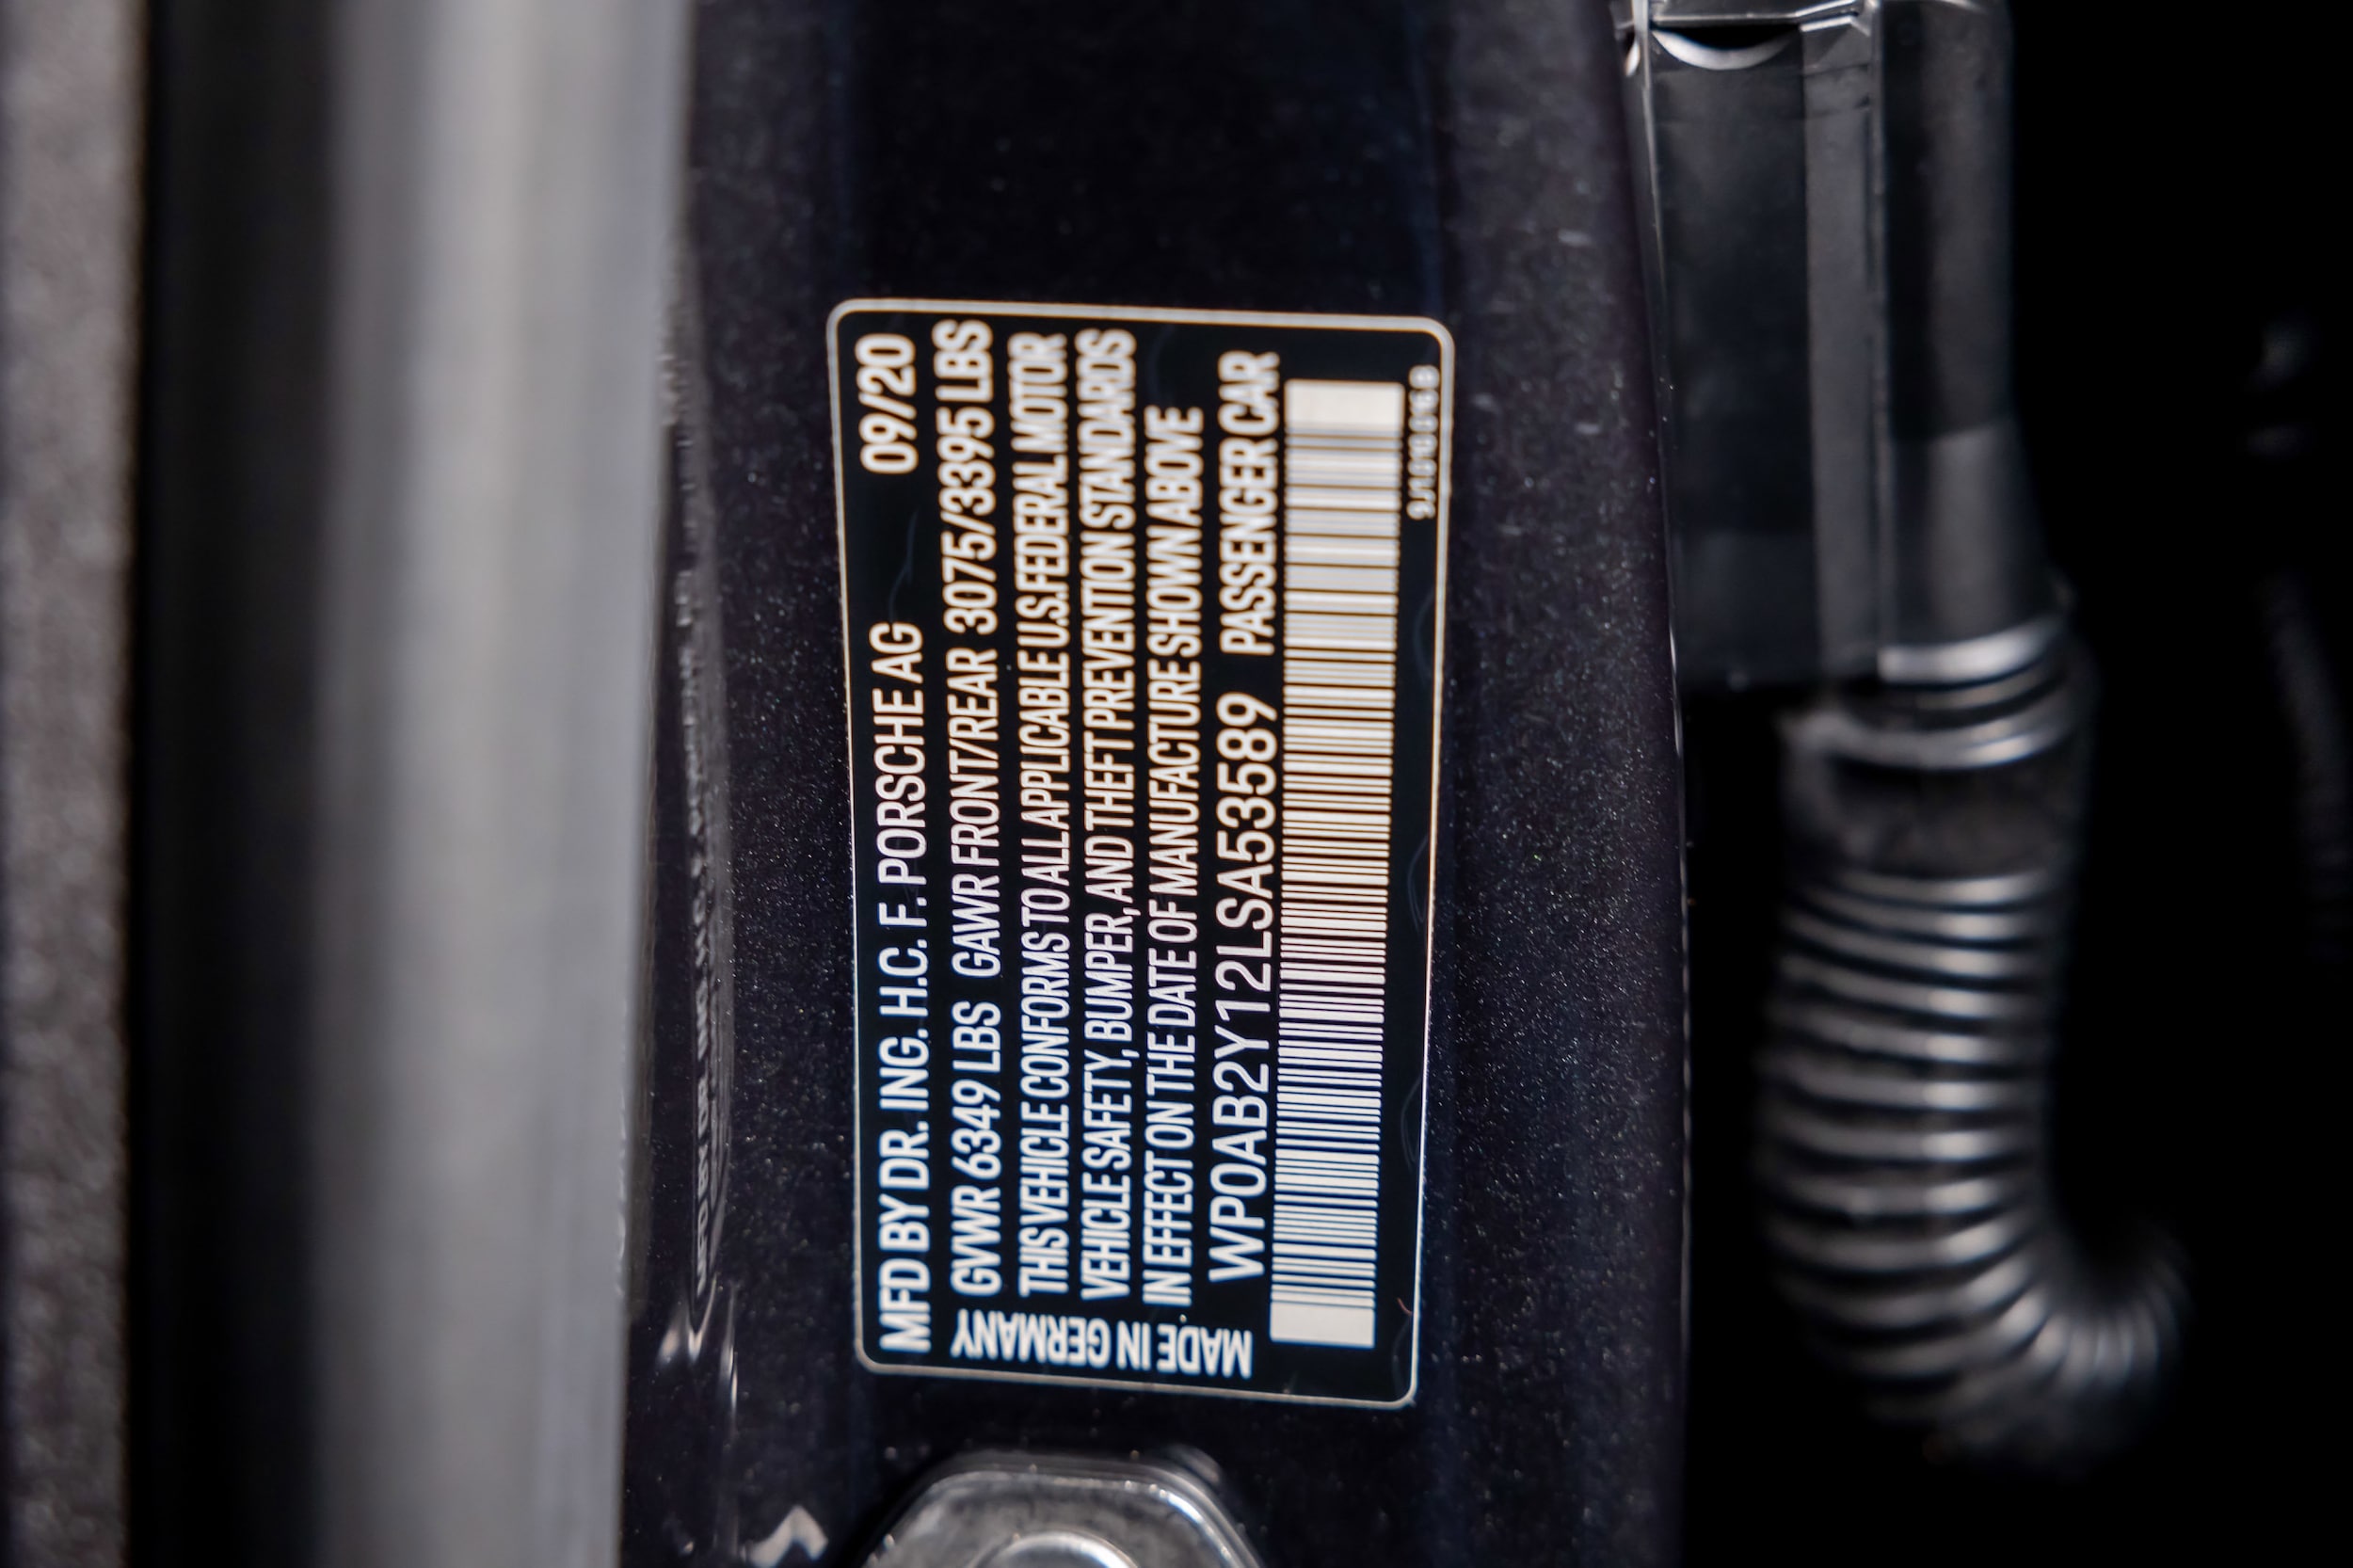 MFD BY DR. ING. H.C. F. PORSCHE AG 09/20
GVWR 6349 LBS GAWR FRONT/REAR 3075/3395 LBS
THIS VEHICLE CONFORMS TO ALL APPLICABLE U.S. FEDERAL MOTOR
VEHICLE SAFETY, BUMPER, AND THEFT PREVENTION STANDARDS
IN EFFECT ON THE DATE OF MANUFACTURE SHOWN ABOVE
WP0AB2Y12LSA53589 PASSENGER CAR
MADE IN GERMANY